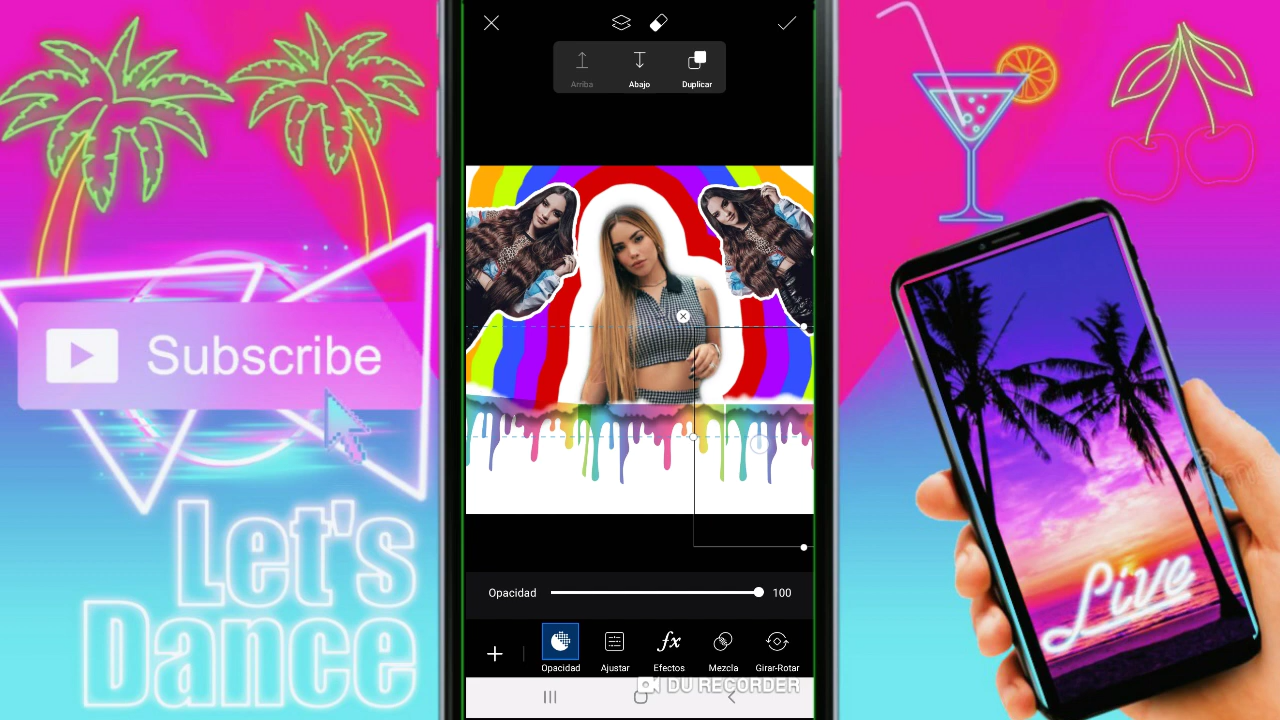 Arriba Abajo Duplicar
Subscribe
Let's
Dance
Live
Opacidad 100
Opacidad Ajustar Efectos Mezcla Girar-Rotar
DU RECORDER